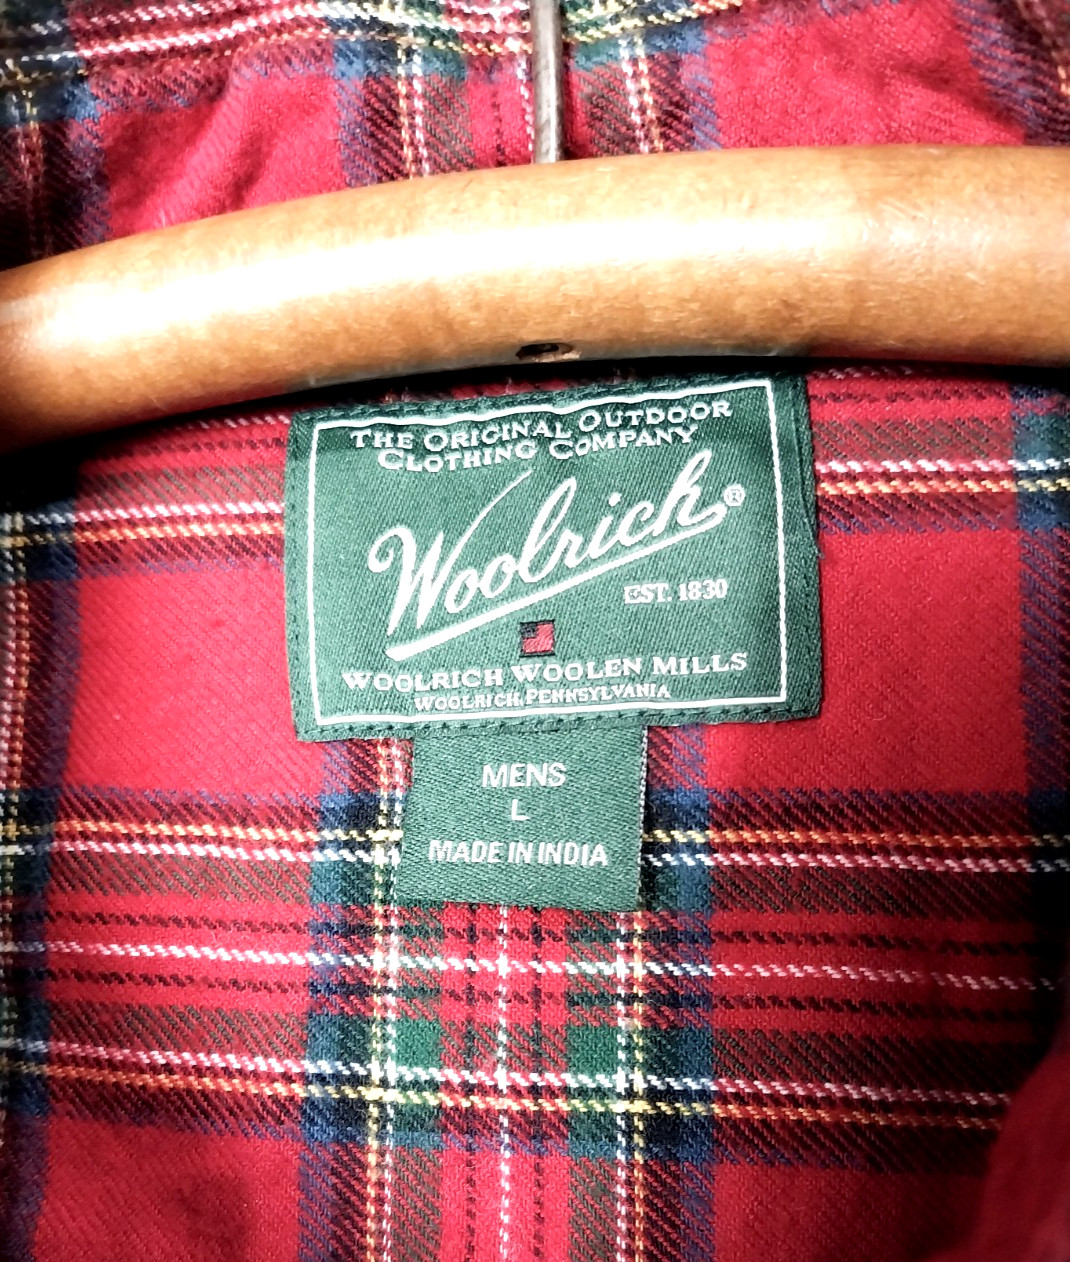 THE ORIGINAL OUTDOOR
CLOTHING COMPANY
Woolrich®
EST. 1830
WOOLRICH WOOLEN MILLS
WOOLRICH, PENNSYLVANIA
MENS
L
MADE IN INDIA